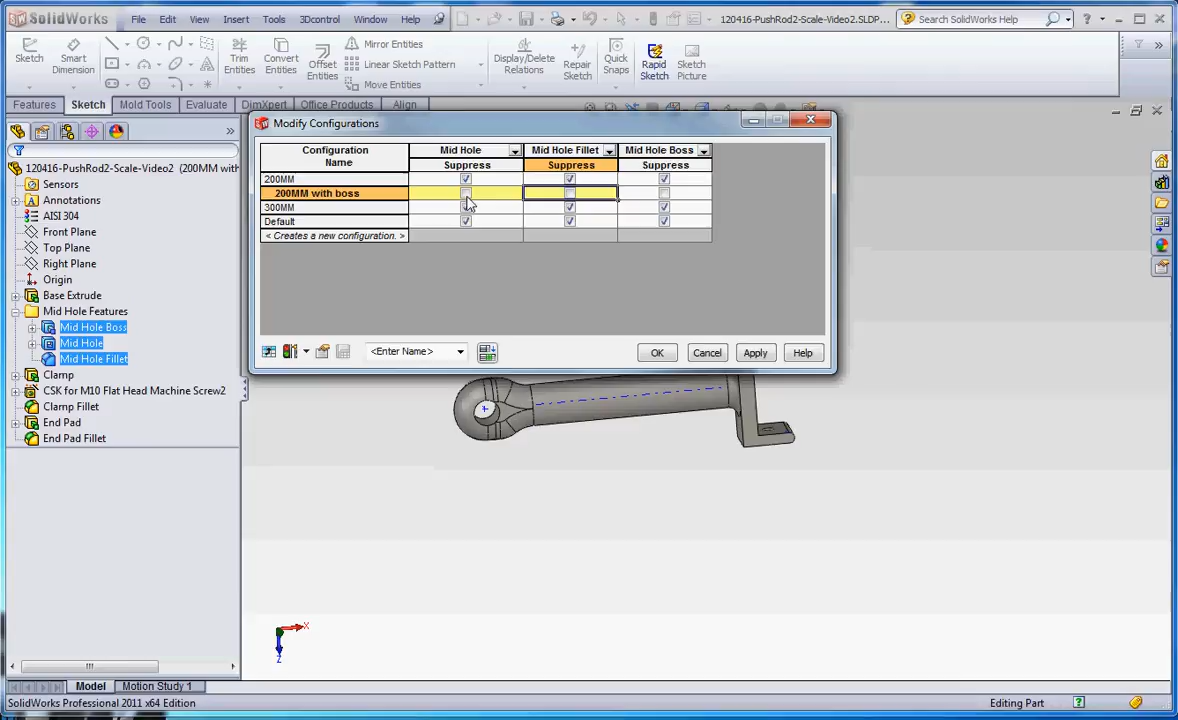 SolidWorks File Edit View Insert Tools 3Dcontrol Window Help 120416-PushRod2-Scale-Video2.SLDP... Search SolidWorks Help
Sketch Smart Dimension Trim Entities Convert Entities Offset Entities Mirror Entities Linear Sketch Pattern Move Entities Display/Delete Relations Repair Sketch Quick Snaps Rapid Sketch Sketch Picture
Features Sketch Mold Tools Evaluate DimXpert Office Products Align
Modify Configurations
Configuration Name Mid Hole Mid Hole Fillet Mid Hole Boss
Suppress Suppress Suppress
200MM
200MM with boss
300MM
Default
< Creates a new configuration. >
<Enter Name> OK Cancel Apply Help
120416-PushRod2-Scale-Video2 (200MM wit
Sensors
Annotations
AISI 304
Front Plane
Top Plane
Right Plane
Origin
Base Extrude
Mid Hole Features
Mid Hole Boss
Mid Hole
Mid Hole Fillet
Clamp
CSK for M10 Flat Head Machine Screw2
Clamp Fillet
End Pad
End Pad Fillet
X
Z
Model Motion Study 1
SolidWorks Professional 2011 x64 Edition Editing Part